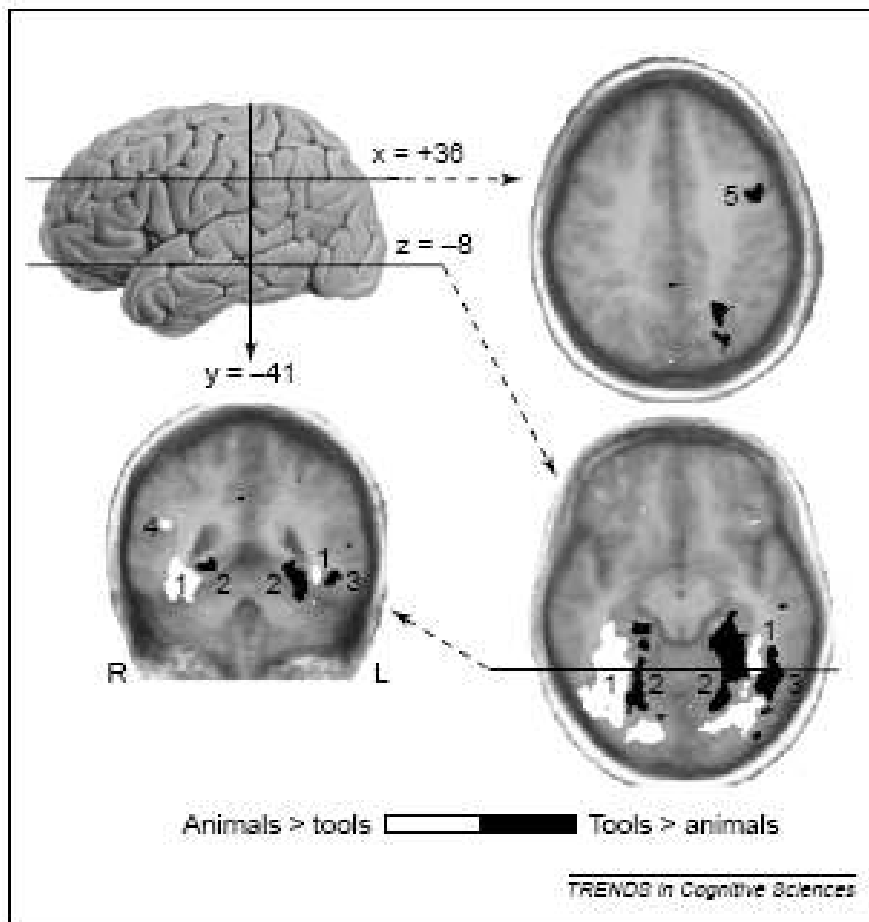 x = +36
z = –8
y = –41
5
4
1
2
2
1
3
R
L
1
1
2
2
3
Animals > tools
Tools > animals
TRENDS in Cognitive Sciences